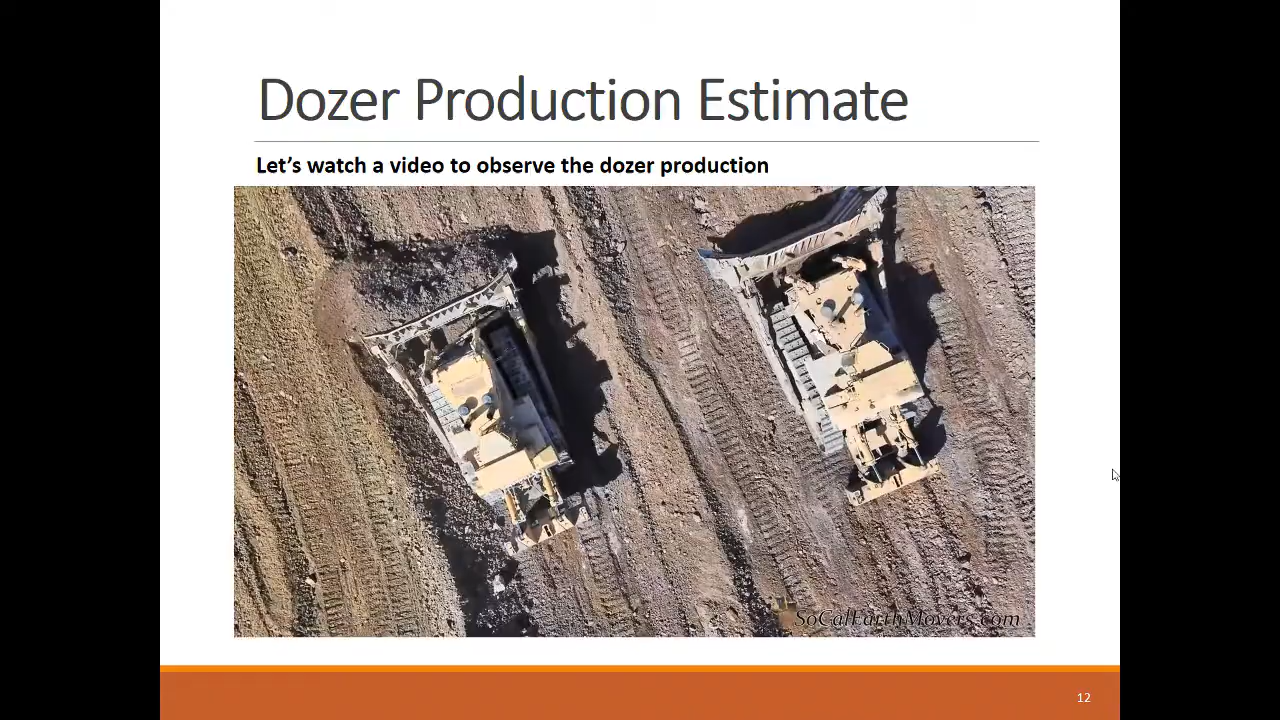 Dozer Production Estimate
Let’s watch a video to observe the dozer production
SoCalEarthMovers.com
12